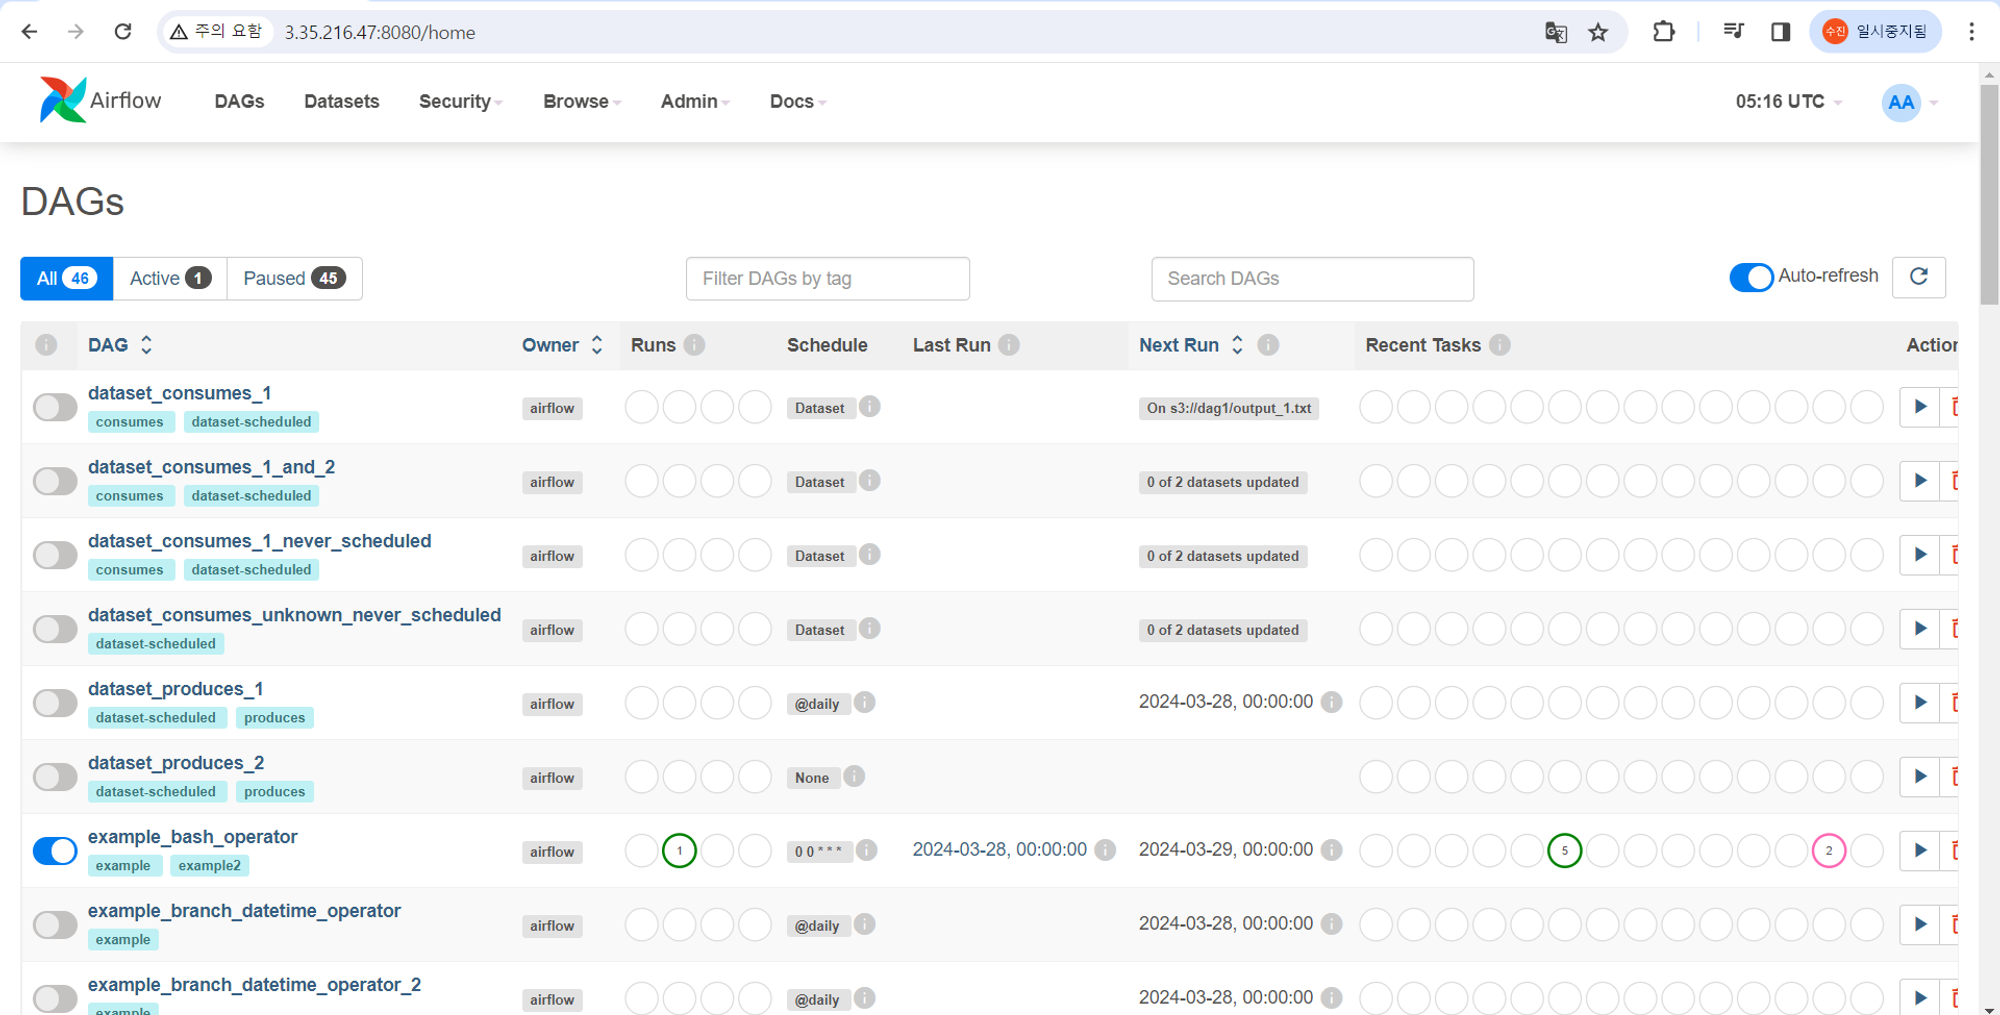 주의 요함 3.35.216.47:8080/home 수진 일시중지됨
Airflow DAGs Datasets Security Browse Admin Docs 05:16 UTC AA
DAGs
All 46 Active 1 Paused 45 Filter DAGs by tag Search DAGs Auto-refresh
DAG Owner Runs Schedule Last Run Next Run Recent Tasks Action
dataset_consumes_1
airflow Dataset On s3://dag1/output_1.txt
consumes dataset-scheduled
dataset_consumes_1_and_2
airflow Dataset 0 of 2 datasets updated
consumes dataset-scheduled
dataset_consumes_1_never_scheduled
airflow Dataset 0 of 2 datasets updated
consumes dataset-scheduled
dataset_consumes_unknown_never_scheduled
airflow Dataset 0 of 2 datasets updated
dataset-scheduled
dataset_produces_1
airflow @daily 2024-03-28, 00:00:00
dataset-scheduled produces
dataset_produces_2
airflow None
dataset-scheduled produces
example_bash_operator
airflow 1 0 0 * * * 2024-03-28, 00:00:00 2024-03-29, 00:00:00 5 2
example example2
example_branch_datetime_operator
airflow @daily 2024-03-28, 00:00:00
example
example_branch_datetime_operator_2
airflow @daily 2024-03-28, 00:00:00
example